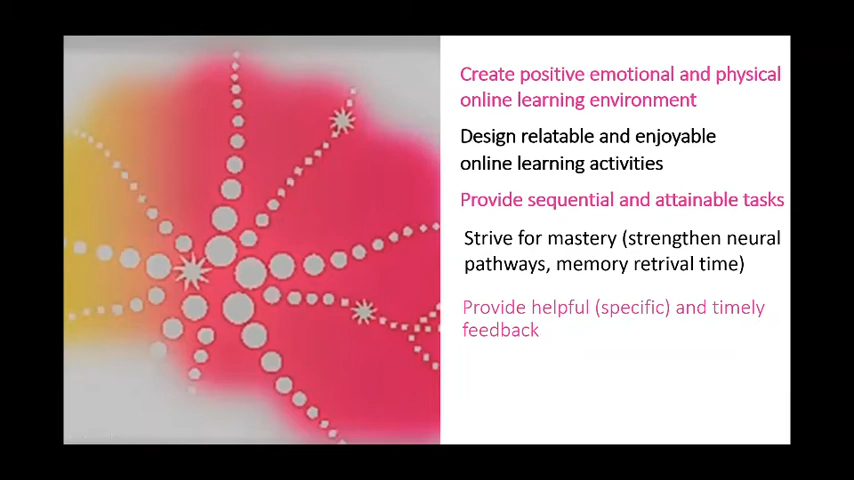 Create positive emotional and physical
online learning environment
Design relatable and enjoyable
online learning activities
Provide sequential and attainable tasks
Strive for mastery (strengthen neural
pathways, memory retrival time)
Provide helpful (specific) and timely
feedback